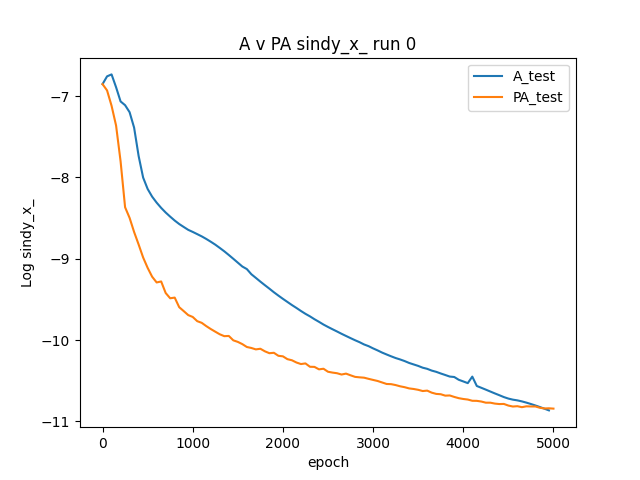 A v PA sindy_x_ run 0
A_test
PA_test
Log sindy_x_
−7
−8
−9
−10
−11
0
1000
2000
3000
4000
5000
epoch